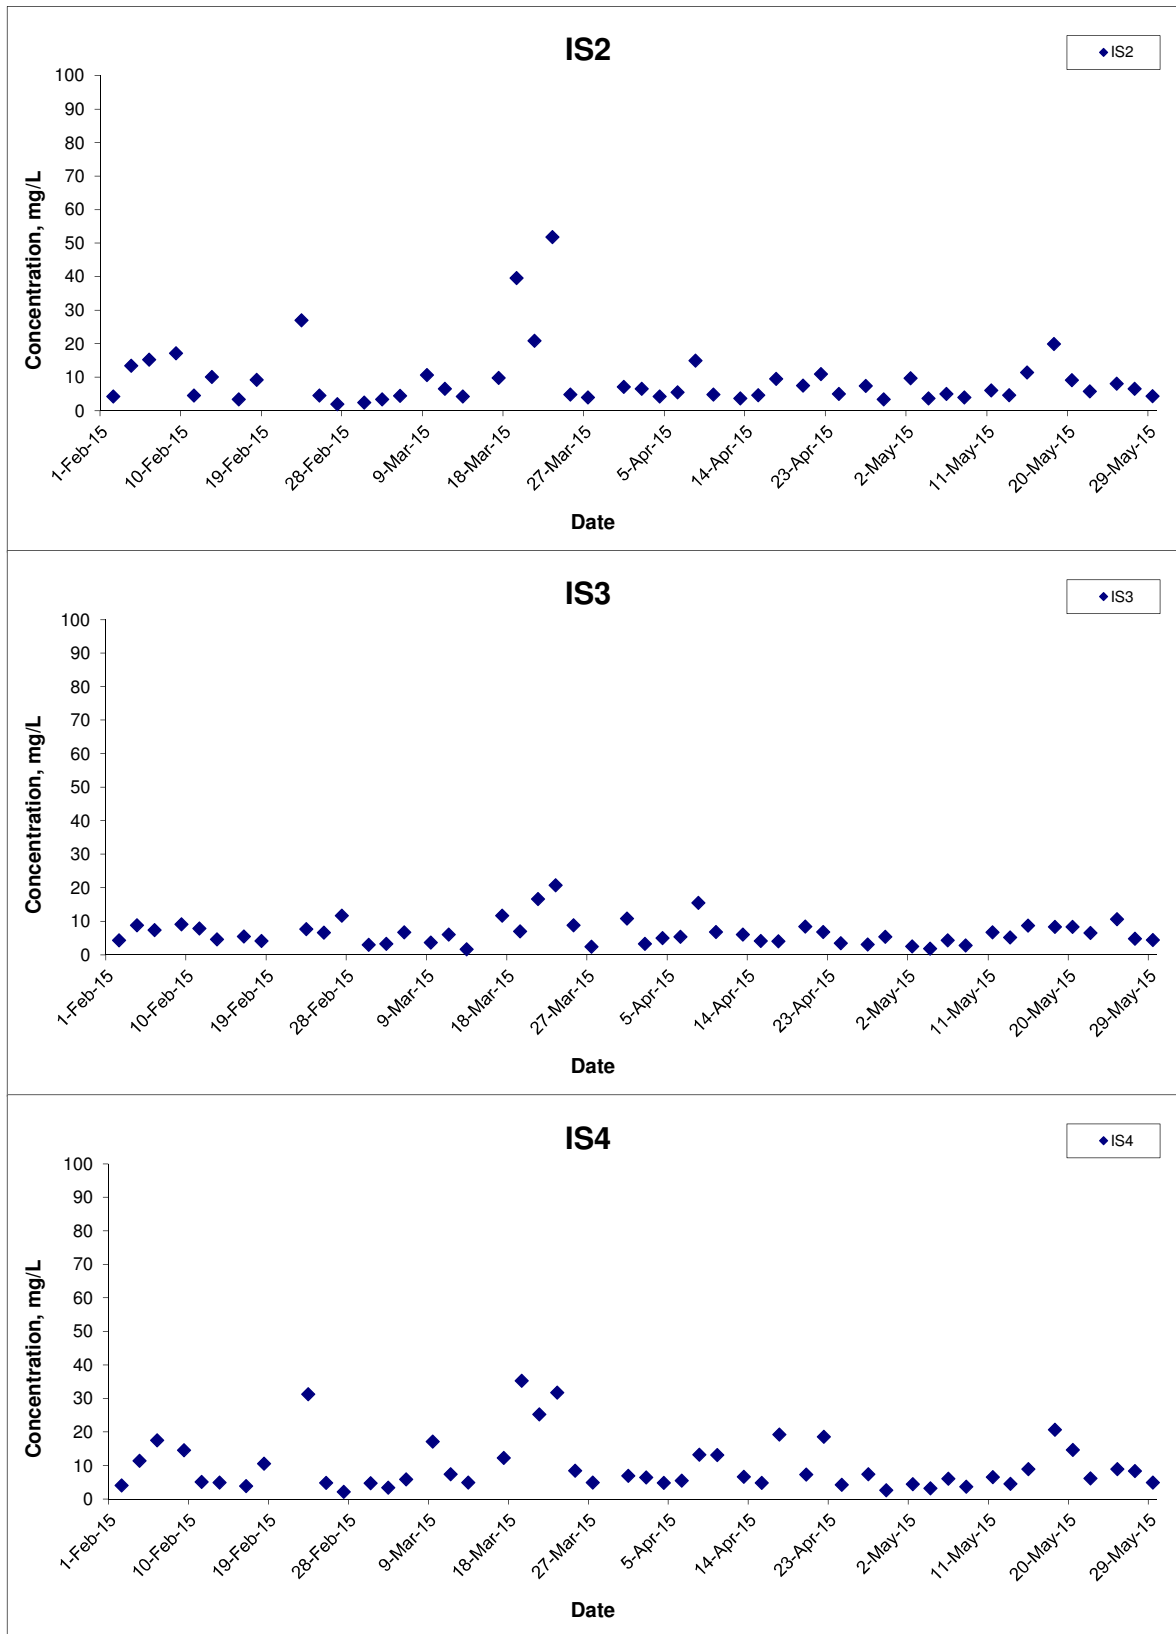 IS2
IS2
100
90
80
70
60
50
40
30
20
10
0
Concentration, mg/L
1-Feb-15
10-Feb-15
19-Feb-15
28-Feb-15
9-Mar-15
18-Mar-15
27-Mar-15
5-Apr-15
14-Apr-15
23-Apr-15
2-May-15
11-May-15
20-May-15
29-May-15
Date
IS3
IS3
100
90
80
70
60
50
40
30
20
10
0
Concentration, mg/L
1-Feb-15
10-Feb-15
19-Feb-15
28-Feb-15
9-Mar-15
18-Mar-15
27-Mar-15
5-Apr-15
14-Apr-15
23-Apr-15
2-May-15
11-May-15
20-May-15
29-May-15
Date
IS4
IS4
100
90
80
70
60
50
40
30
20
10
0
Concentration, mg/L
1-Feb-15
10-Feb-15
19-Feb-15
28-Feb-15
9-Mar-15
18-Mar-15
27-Mar-15
5-Apr-15
14-Apr-15
23-Apr-15
2-May-15
11-May-15
20-May-15
29-May-15
Date